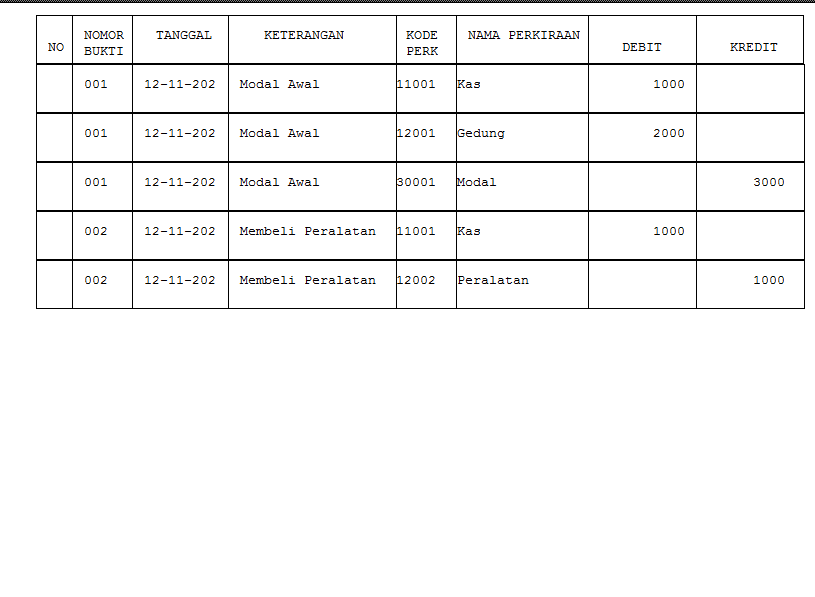 NO NOMOR BUKTI TANGGAL KETERANGAN KODE PERK NAMA PERKIRAAN DEBIT KREDIT
001 12-11-202 Modal Awal 11001 Kas 1000
001 12-11-202 Modal Awal 12001 Gedung 2000
001 12-11-202 Modal Awal 30001 Modal 3000
002 12-11-202 Membeli Peralatan 11001 Kas 1000
002 12-11-202 Membeli Peralatan 12002 Peralatan 1000